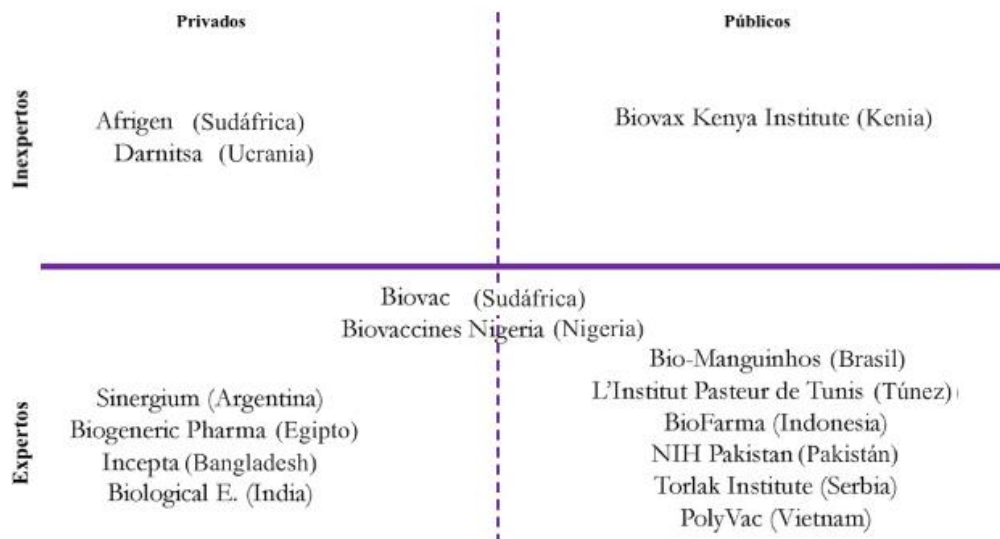 Privados
Públicos
Inexpertos
Afrigen (Sudáfrica)
Darnitsa (Ucrania)
Biovax Kenya Institute (Kenia)
Biovac (Sudáfrica)
Biovaccines Nigeria (Nigeria)
Expertos
Sinergium (Argentina)
Biogeneric Pharma (Egipto)
Incepta (Bangladesh)
Biological E. (India)
Bio-Manguinhos (Brasil)
L’Institut Pasteur de Tunis (Túnez)
BioFarma (Indonesia)
NIH Pakistan (Pakistán)
Torlak Institute (Serbia)
PolyVac (Vietnam)